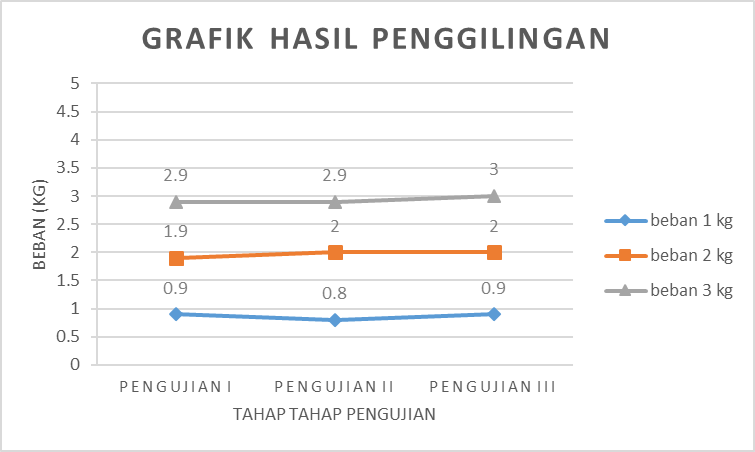 GRAFIK HASIL PENGGILINGAN
5
4.5
4
3.5
3
2.5
2
1.5
1
0.5
0
BEBAN (KG)
2.9 2.9 3
1.9 2 2
0.9 0.8 0.9
PENGUJIAN I PENGUJIAN II PENGUJIAN III
TAHAP TAHAP PENGUJIAN
beban 1 kg
beban 2 kg
beban 3 kg